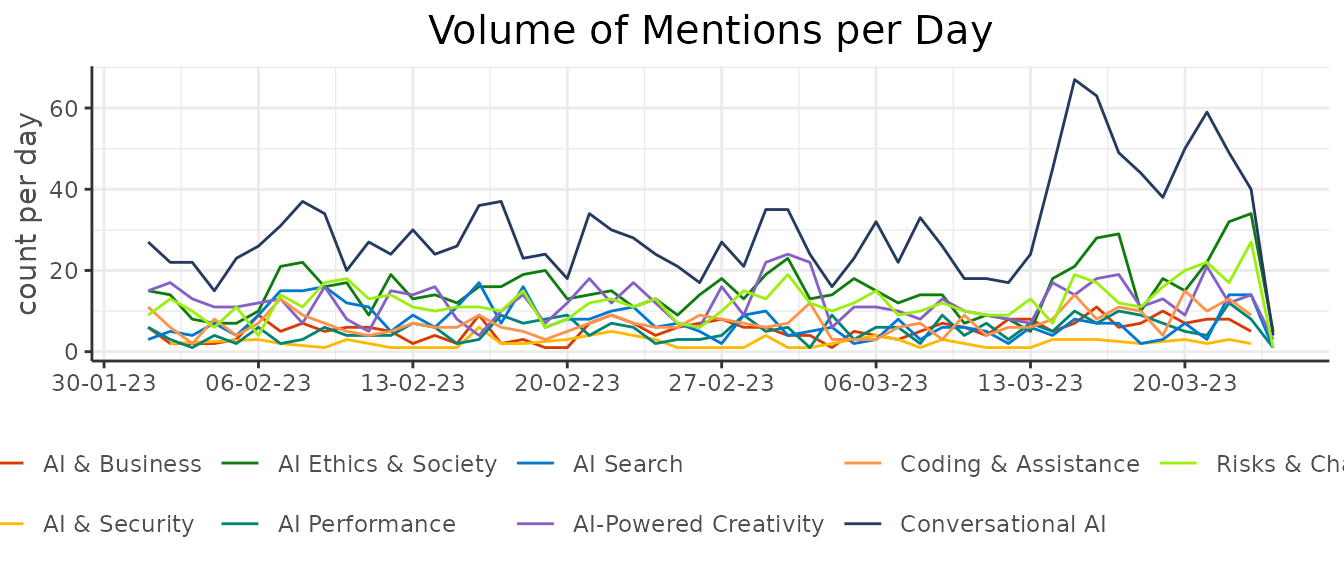 Volume of Mentions per Day
count per day
60
40
20
0
30-01-23 06-02-23 13-02-23 20-02-23 27-02-23 06-03-23 13-03-23 20-03-23
AI & Business AI Ethics & Society AI Search Coding & Assistance Risks &
AI & Security AI Performance AI-Powered Creativity Conversational AI